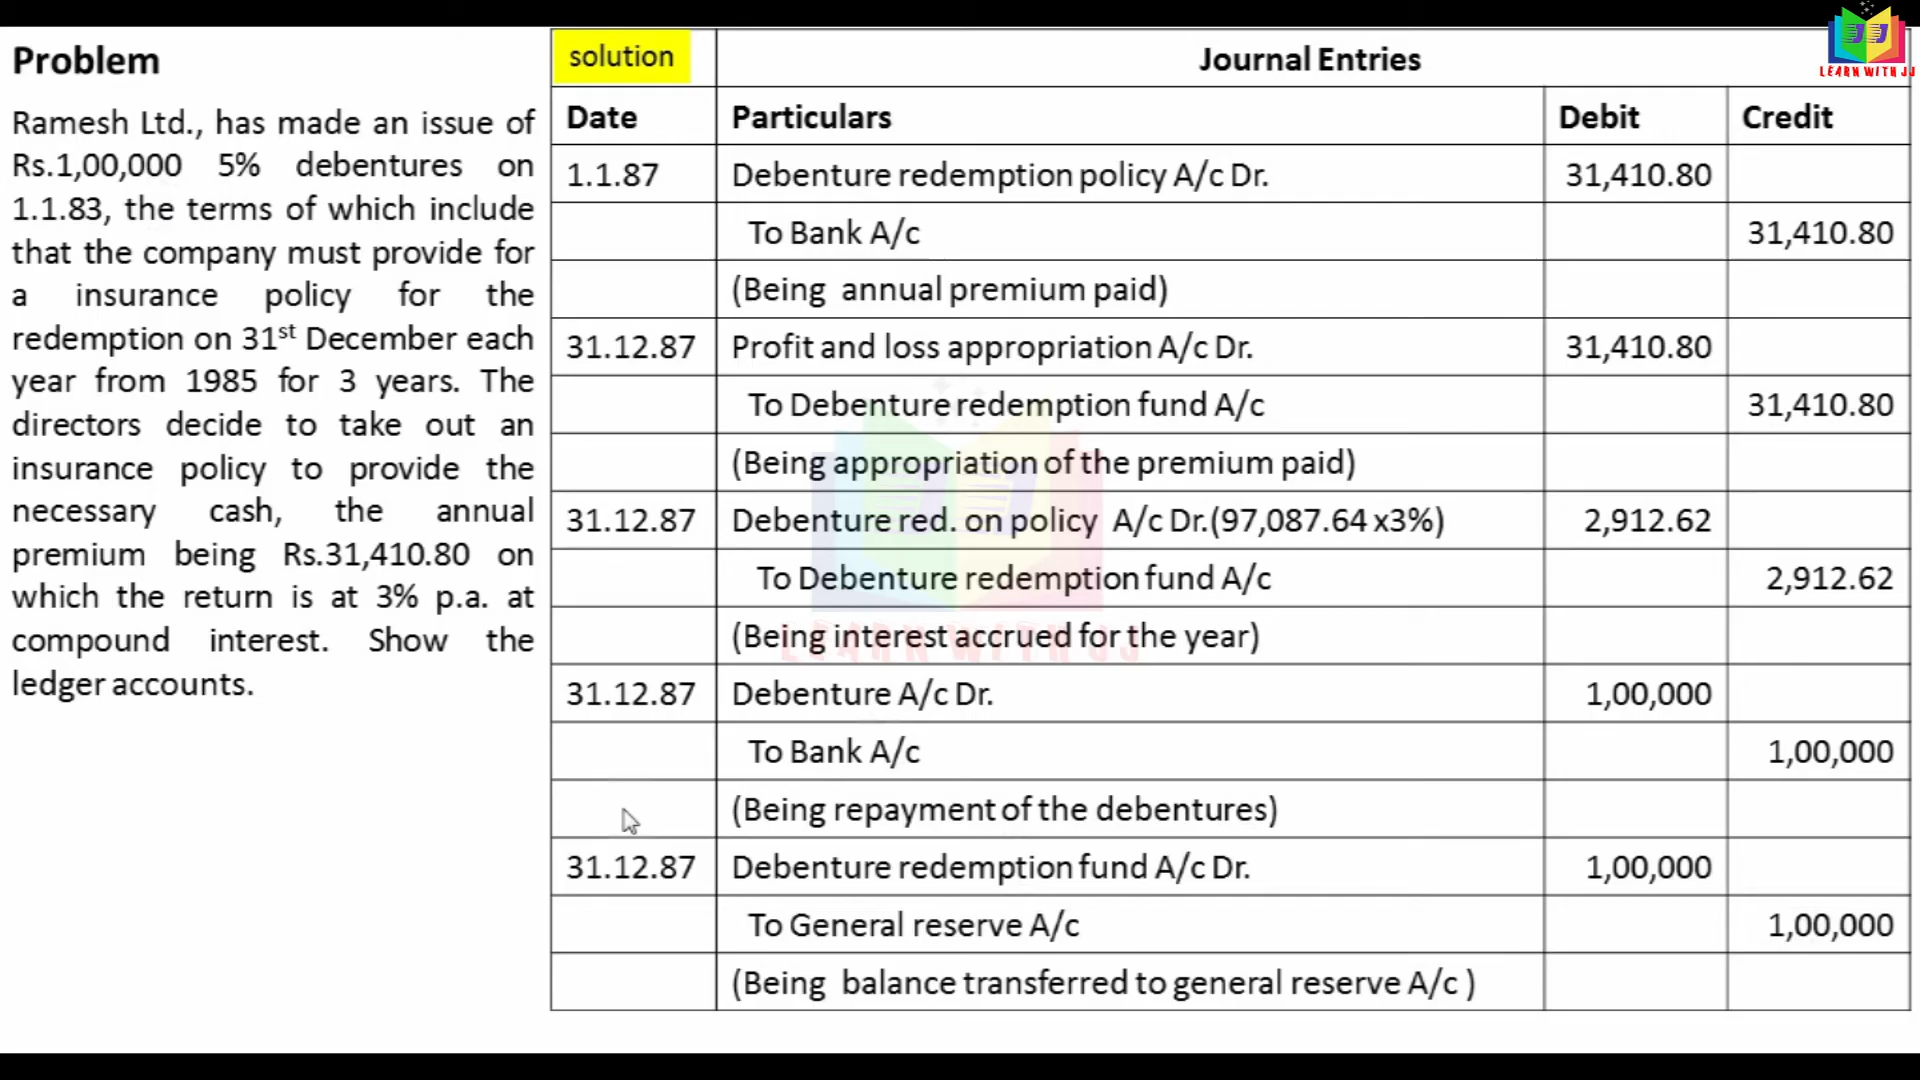 Problem
Ramesh Ltd., has made an issue of
Rs.1,00,000 5% debentures on
1.1.83, the terms of which include
that the company must provide for
a insurance policy for the
redemption on 31st December each
year from 1985 for 3 years. The
directors decide to take out an
insurance policy to provide the
necessary cash, the annual
premium being Rs.31,410.80 on
which the return is at 3% p.a. at
compound interest. Show the
ledger accounts.
solution Journal Entries
Date Particulars Debit Credit
1.1.87 Debenture redemption policy A/c Dr. 31,410.80
To Bank A/c 31,410.80
(Being annual premium paid)
31.12.87 Profit and loss appropriation A/c Dr. 31,410.80
To Debenture redemption fund A/c 31,410.80
(Being appropriation of the premium paid)
31.12.87 Debenture red. on policy A/c Dr.(97,087.64 x3%) 2,912.62
To Debenture redemption fund A/c 2,912.62
(Being interest accrued for the year)
31.12.87 Debenture A/c Dr. 1,00,000
To Bank A/c 1,00,000
(Being repayment of the debentures)
31.12.87 Debenture redemption fund A/c Dr. 1,00,000
To General reserve A/c 1,00,000
(Being balance transferred to general reserve A/c )
JJ
LEARN WITH JJ
JJ
LEARN WITH JJ